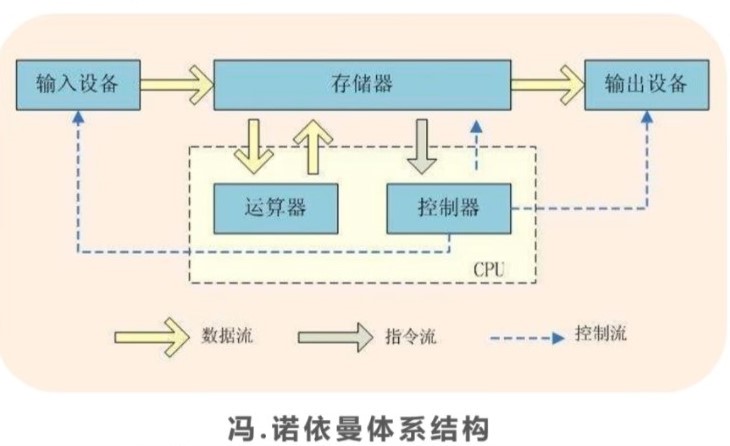 输入设备
存储器
输出设备
运算器
控制器
CPU
数据流
指令流
控制流
冯.诺依曼体系结构